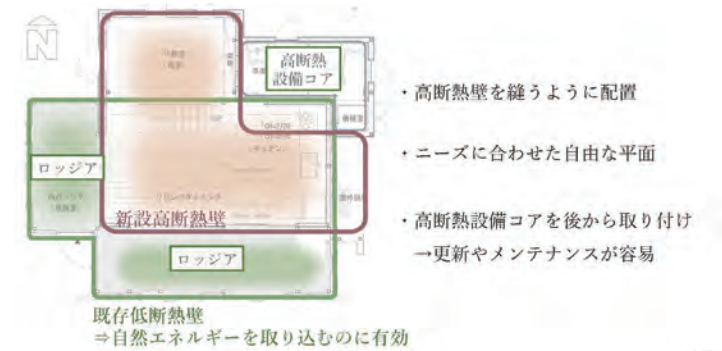 N
高断熱
設備コア
ロッジア
新設高断熱壁
ロッジア
既存低断熱壁
⇒自然エネルギーを取り込むのに有効
・高断熱壁を縫うように配置
・ニーズに合わせた自由な平面
・高断熱設備コアを後から取り付け
→更新やメンテナンスが容易